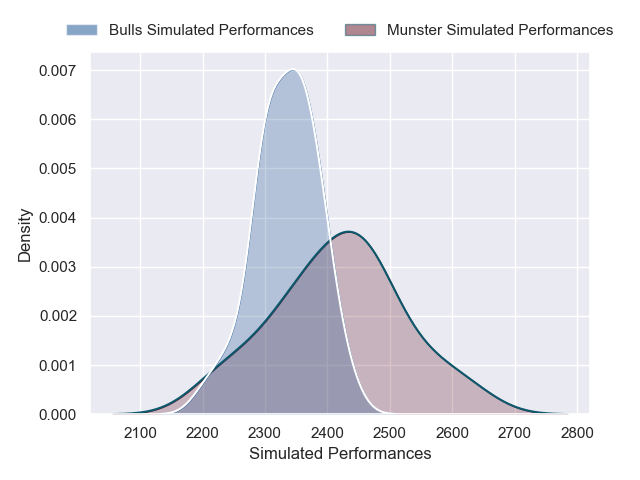 Bulls Simulated Performances Munster Simulated Performances
0.007
0.006
0.005
0.004
0.003
0.002
0.001
0.000
Density
2100 2200 2300 2400 2500 2600 2700 2800
Simulated Performances